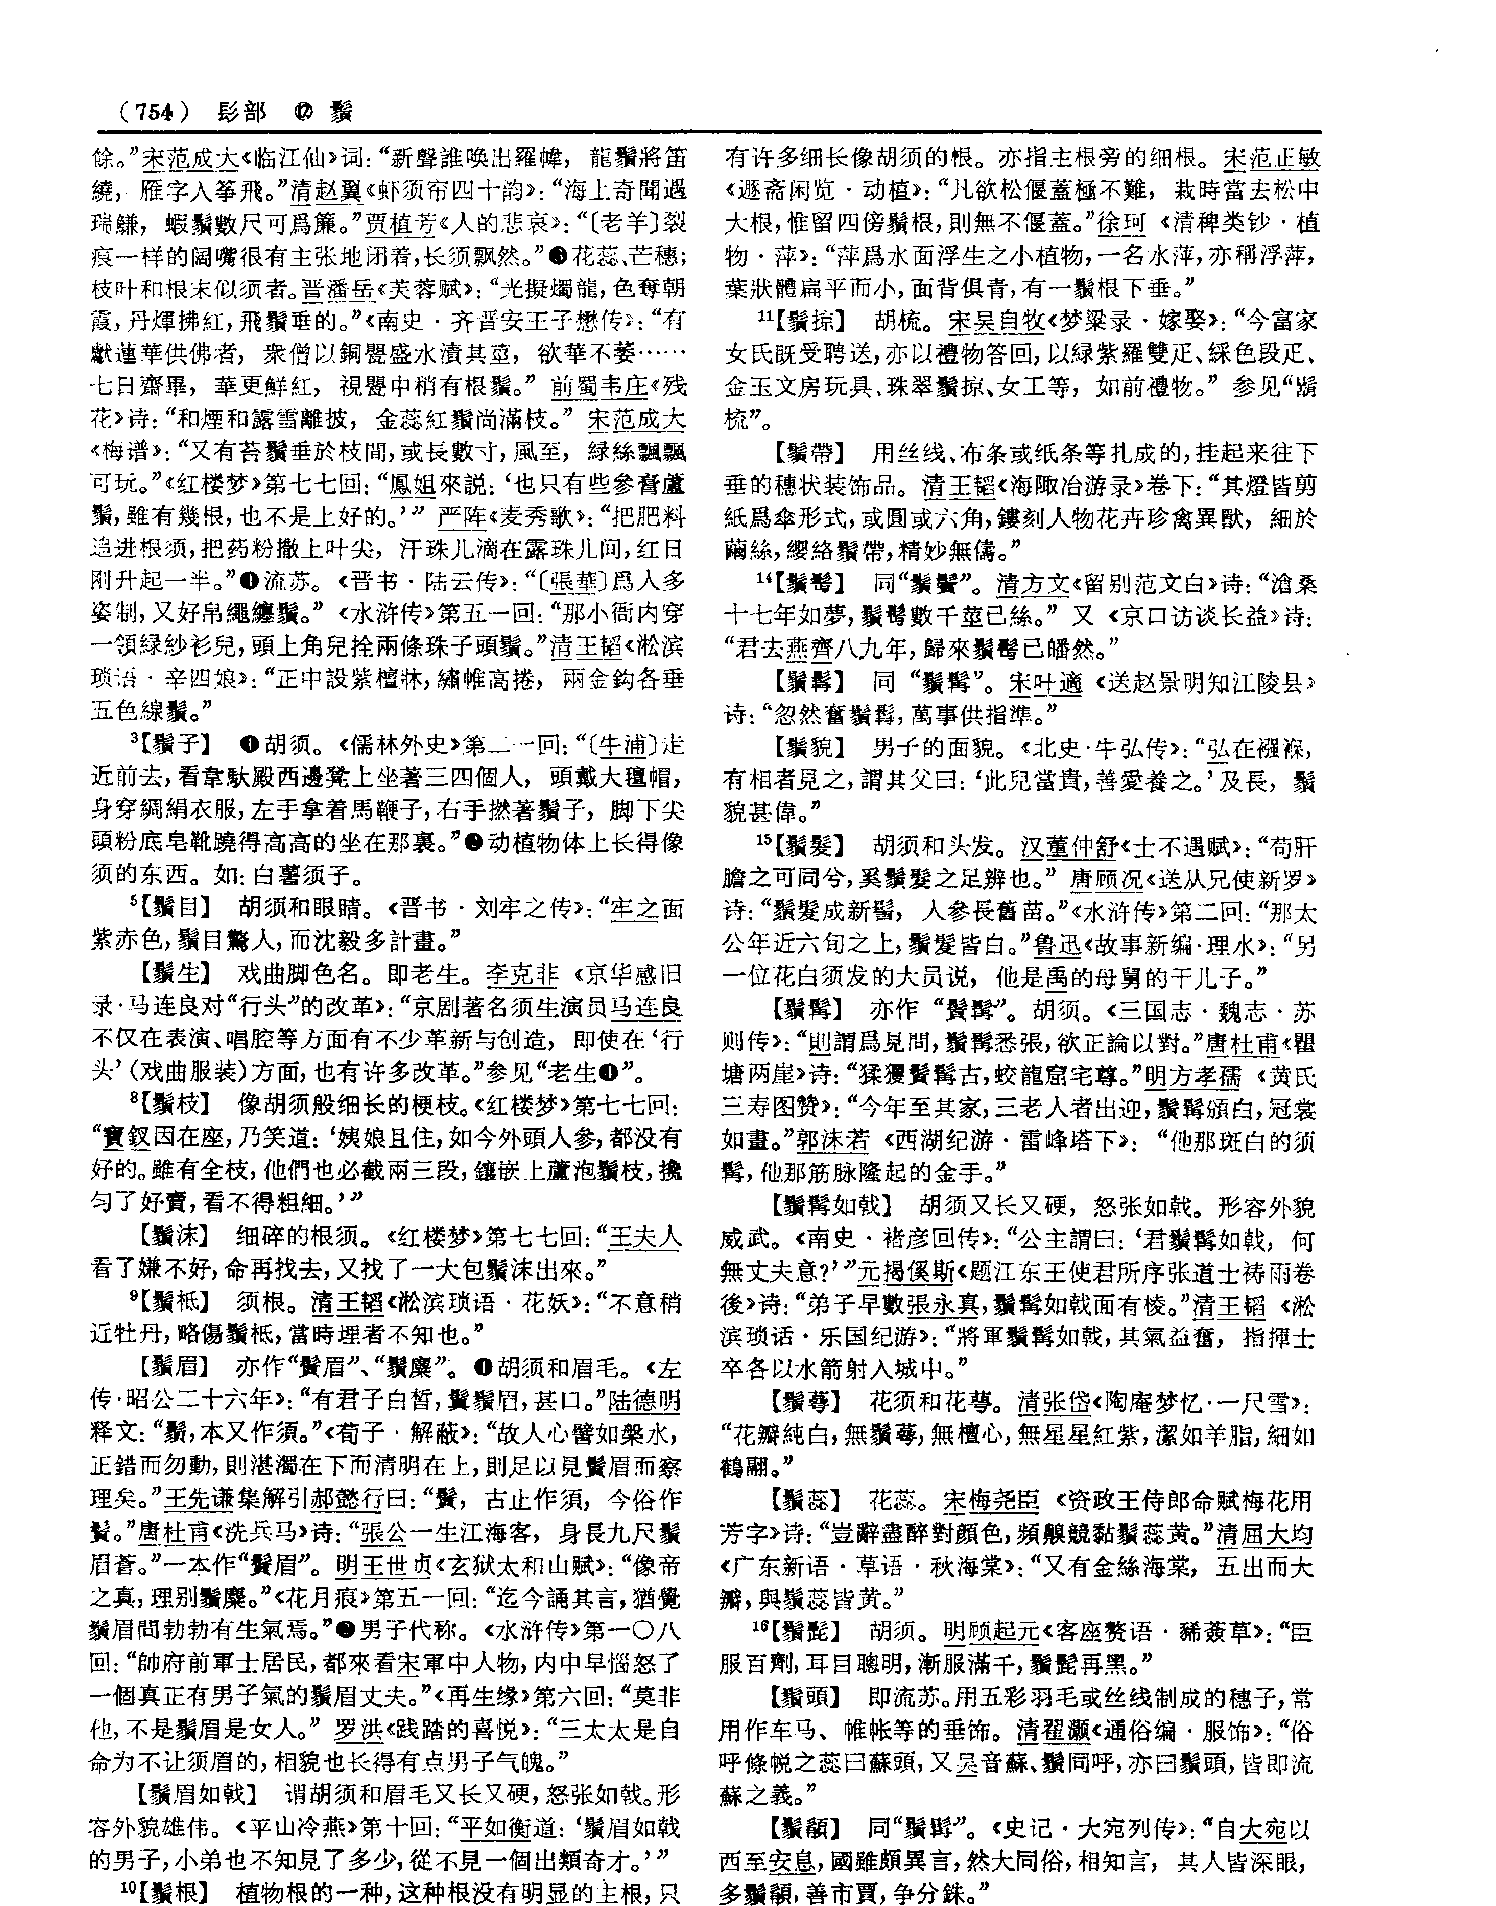 （754） 髟部 ⑫ 鬚
餘。”宋范成大《临江仙》词：“新聲誰唤出羅幃，龍鬚將笛
繞，雁字入筝飛。”清赵翼《虾须帘四十韵》：“海上奇聞遇
瑞鰜，蝦鬚數尺可爲簾。”贾植芳《人的悲哀》：“〔老羊〕裂
痕一样的阔嘴很有主张地闭着，长须飘然。”❸花蕊、芒穗；
枝叶和根末似须者。晋潘岳《芙蓉赋》：“光擬燭龍，色奪朝
霞，丹煇拂紅，飛鬚垂的。”《南史·齐晋安王子懋传》：“有
獻蓮華供佛者，衆僧以銅罌盛水漬其莖，欲華不萎……
七日齋畢，華更鮮紅，視罌中稍有根鬚。”前蜀韦庄《残
花》诗：“和煙和露雪離披，金蕊紅鬚尚滿枝。”宋范成大
《梅谱》：“又有苔鬚垂於枝間，或長數寸，風至，緑絲飄飄
可玩。”《红楼梦》第七七回：“鳳姐來説：‘也只有些參膏蘆
鬚，雖有幾根，也不是上好的。’”严阵《麦秀歌》：“把肥料
追进根须，把药粉撒上叶尖，汗珠儿滴在露珠儿间，红日
刚升起一半。”❹流苏。《晋书·陆云传》：“〔張華〕爲人多
姿制，又好帛繩纏鬚。”《水浒传》第五一回：“那小衙内穿
一領緑紗衫兒，頭上角兒拴兩條珠子頭鬚。”清王韬《淞滨
琐话·辛四娘》：“正中設紫檀牀，繡帷高捲，兩金鈎各垂
五色線鬚。”
3【鬚子】 ❶胡须。《儒林外史》第二一回：“〔牛浦〕走
近前去，看韋馱殿西邊凳上坐著三四個人，頭戴大氊帽，
身穿綢絹衣服，左手拿着馬鞭子，右手撚著鬚子，脚下尖
頭粉底皂靴蹺得高高的坐在那裏。”❷动植物体上长得像
须的东西。如：白薯须子。
5【鬚目】 胡须和眼睛。《晋书·刘牢之传》：“牢之面
紫赤色，鬚目驚人，而沈毅多計畫。”
【鬚生】 戏曲脚色名。即老生。李克非《京华感旧
录·马连良对“行头”的改革》：“京剧著名须生演员马连良
不仅在表演、唱腔等方面有不少革新与创造，即使在‘行
头’（戏曲服装）方面，也有许多改革。”参见“老生❶”。
8【鬚枝】 像胡须般细长的梗枝。《红楼梦》第七七回：
“寶釵因在座，乃笑道：‘姨娘且住，如今外頭人參，都没有
好的。雖有全枝，他們也必截兩三段，鑲嵌上蘆泡鬚枝，攙
匀了好賣，看不得粗細。’”
【鬚沫】 细碎的根须。《红楼梦》第七七回：“王夫人
看了嫌不好，命再找去，又找了一大包鬚沫出來。”
9【鬚柢】 须根。清王韬《淞滨琐语·花妖》：“不意稍
近牡丹，略傷鬚柢，當時埋者不知也。”
【鬚眉】 亦作“鬢眉”、“鬚麋”。❶胡须和眉毛。《左
传·昭公二十六年》：“有君子白皙，鬒鬚眉，甚口。”陆德明
释文：“鬚，本又作須。”《荀子·解蔽》：“故人心譬如槃水，
正錯而勿動，則湛濁在下而清明在上，則足以見鬢眉而察
理矣。”王先谦集解引郝懿行曰：“鬢，古止作須，今俗作
鬚。”唐杜甫《洗兵马》诗：“張公一生江海客，身長九尺鬚
眉蒼。”一本作“鬢眉”。明王世贞《玄狱太和山赋》：“像帝
之真，理别鬚麋。”《花月痕》第五一回：“迄今誦其言，猶覺
鬚眉間勃勃有生氣焉。”❷男子代称。《水浒传》第一〇八
回：“帥府前軍士居民，都來看宋軍中人物，内中早惱怒了
一個真正有男子氣的鬚眉丈夫。”《再生缘》第六回：“莫非
他，不是鬚眉是女人。”罗洪《践踏的喜悦》：“三太太是自
命为不让须眉的，相貌也长得有点男子气魄。”
【鬚眉如戟】 谓胡须和眉毛又长又硬，怒张如戟。形
容外貌雄伟。《平山冷燕》第十回：“平如衡道：‘鬚眉如戟
的男子，小弟也不知見了多少，從不見一個出類奇才。’”
10【鬚根】 植物根的一种，这种根没有明显的主根，只
有许多细长像胡须的根。亦指主根旁的细根。宋范正敏
《遯斋闲览·动植》：“凡欲松偃蓋極不難，栽時當去松中
大根，惟留四傍鬚根，則無不偃蓋。”徐珂《清稗类钞·植
物·萍》：“萍爲水面浮生之小植物，一名水萍，亦稱浮萍，
葉狀體扁平而小，面背俱青，有一鬚根下垂。”
11【鬚掠】 胡梳。宋吴自牧《梦粱录·嫁娶》：“今富家
女氏既受聘送，亦以禮物答回，以緑紫羅雙疋、綵色段疋、
金玉文房玩具、珠翠鬚掠、女工等，如前禮物。”参见“鬍
梳”。
【鬚帶】 用丝线、布条或纸条等扎成的，挂起来往下
垂的穗状装饰品。清王韬《海陬冶游录》卷下：“其燈皆剪
紙爲傘形式，或圓或六角，鏤刻人物花卉珍禽異獸，細於
繭絲，纓絡鬚帶，精妙無儔。”
14【鬚髩】 同“鬚鬢”。清方文《留别范文白》诗：“滄桑
十七年如夢，鬚髩數千莖已絲。”又《京口访谈长益》诗：
“君去燕齊八九年，歸來鬚髩已皤然。”
【鬚髯】 同“鬚髯”。宋叶適《送赵景明知江陵县》
诗：“忽然奮鬚髯，萬事供指準。”
【鬚貌】 男子的面貌。《北史·牛弘传》：“弘在襁褓，
有相者見之，謂其父曰：‘此兒當貴，善愛養之。’及長，鬚
貌甚偉。”
15【鬚髮】 胡须和头发。汉董仲舒《士不遇赋》：“苟肝
膽之可同兮，奚鬚髮之足辨也。”唐顾况《送从兄使新罗》
诗：“鬚髮成新髻，人參長舊苗。”《水浒传》第二回：“那太
公年近六旬之上，鬚髮皆白。”鲁迅《故事新编·理水》：“另
一位花白须发的大员说，他是禹的母舅的干儿子。”
【鬚髯】 亦作“鬢髯”。胡须。《三国志·魏志·苏
则传》：“則謂爲見問，鬚髯悉張，欲正論以對。”唐杜甫《瞿
塘两崖》诗：“猱玃鬚髯古，蛟龍窟宅尊。”明方孝孺《黄氏
三寿图赞》：“今年至其家，三老人者出迎，鬚髯頒白，冠裳
如畫。”郭沫若《西湖纪游·雷峰塔下》：“他那斑白的须
髯，他那筋脉隆起的金手。”
【鬚髯如戟】 胡须又长又硬，怒张如戟。形容外貌
威武。《南史·褚彦回传》：“公主謂曰：‘君鬚髯如戟，何
無丈夫意？’”元揭傒斯《题江东王使君所序张道士祷雨卷
後》诗：“弟子早數張永真，鬚髯如戟面有棱。”清王韬《淞
滨琐话·乐国纪游》：“將軍鬚髯如戟，其氣益奮，指揮士
卒各以水箭射入城中。”
【鬚萼】 花须和花萼。清张岱《陶庵梦忆·一尺雪》：
“花瓣純白，無鬚萼，無檀心，無星星紅紫，潔如羊脂，細如
鶴翮。”
【鬚蕊】 花蕊。宋梅尧臣《资政王侍郎命赋梅花用
芳字》诗：“豈辭盡醉對顔色，頻齅競黏鬚蕊黄。”清屈大均
《广东新语·草语·秋海棠》：“又有金絲海棠，五出而大
瓣，與鬚蕊皆黄。”
16【鬚髭】 胡须。明顾起元《客座赘语·豨薟草》：“臣
服百劑，耳目聰明，漸服滿千，鬚髭再黑。”
【鬚頭】 即流苏。用五彩羽毛或丝线制成的穗子，常
用作车马、帷帐等的垂饰。清翟灏《通俗编·服饰》：“俗
呼絛帨之蕊曰蘇頭，又吴音蘇、鬚同呼，亦曰鬚頭，皆即流
蘇之義。”
【鬚顏】 同“鬚髯”。《史记·大宛列传》：“自大宛以
西至安息，國雖頗異言，然大同俗，相知言，其人皆深眼，
多鬚顏，善市賈，争分銖。”